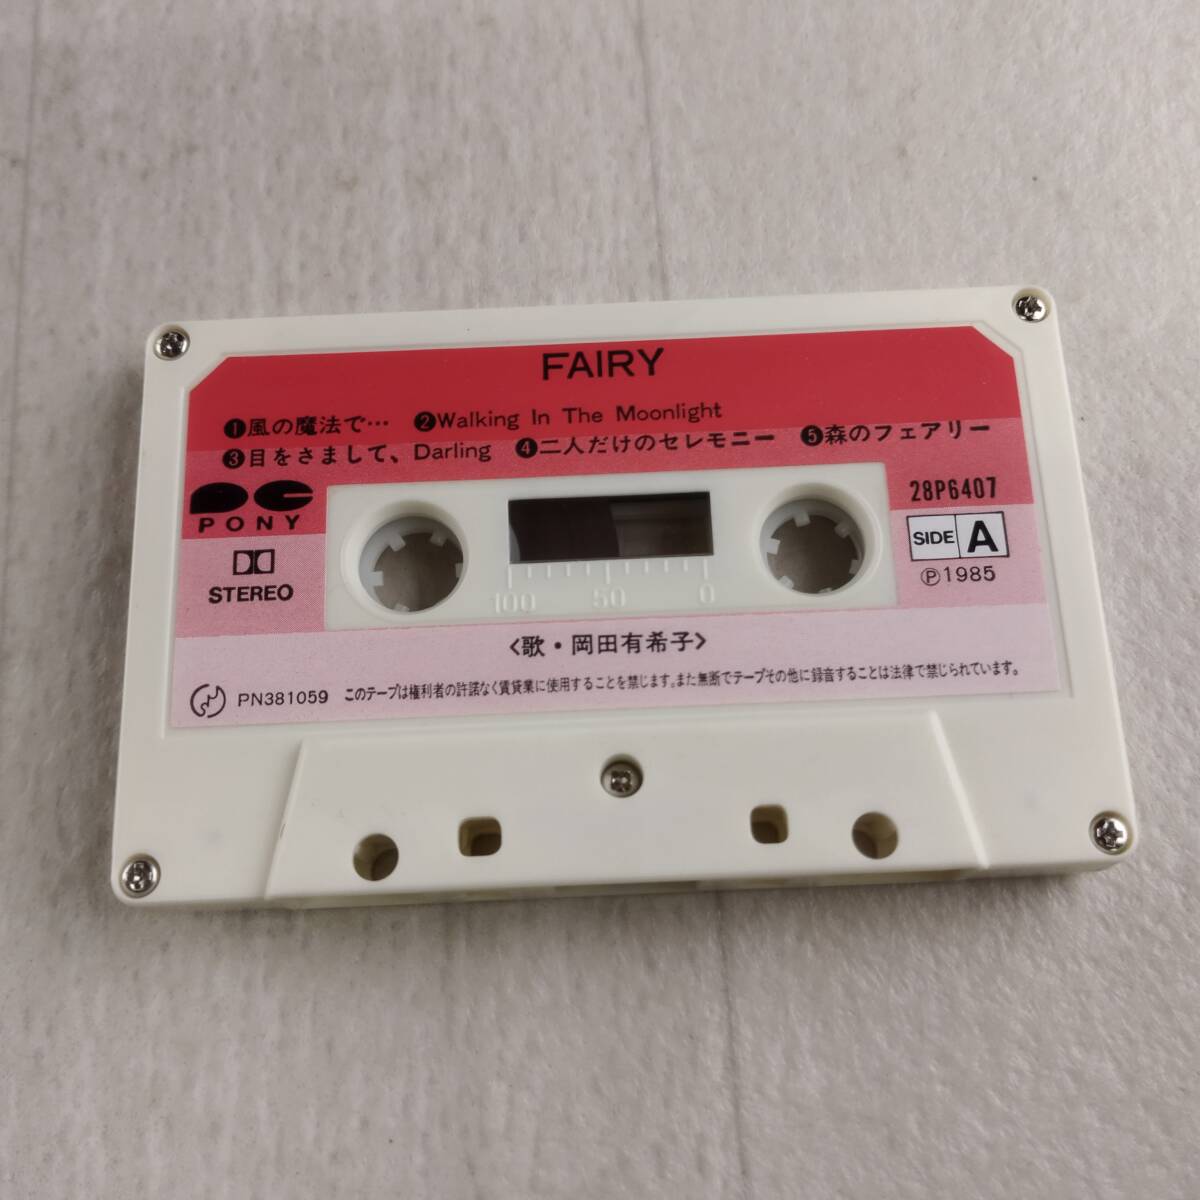 FAIRY
❶風の魔法で… ❷Walking In The Moonlight
❸目をさまして、Darling ❹二人だけのセレモニー ❺森のフェアリー
PONY
STEREO
28P6407
SIDE A
Ⓟ1985
100 50 0
〈歌・岡田有希子〉
PN381059 このテープは権利者の許諾なく賃貸業に使用することを禁じます。また無断でテープその他に録音することは法律で禁じられています。